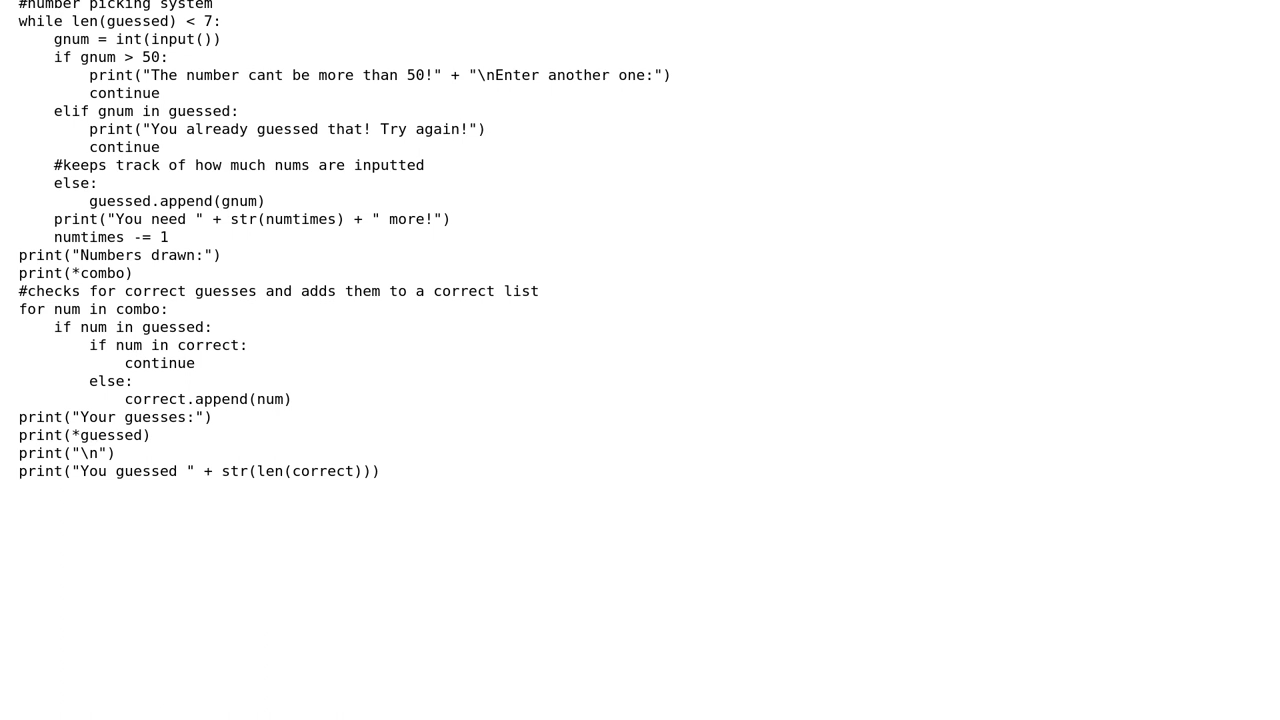 #number picking system
while len(guessed) < 7:
    gnum = int(input())
    if gnum > 50:
        print("The number cant be more than 50!" + "\nEnter another one:")
        continue
    elif gnum in guessed:
        print("You already guessed that! Try again!")
        continue
    #keeps track of how much nums are inputted
    else:
        guessed.append(gnum)
    print("You need " + str(numtimes) + " more!")
    numtimes -= 1
print("Numbers drawn:")
print(*combo)
#checks for correct guesses and adds them to a correct list
for num in combo:
    if num in guessed:
        if num in correct:
            continue
        else:
            correct.append(num)
print("Your guesses:")
print(*guessed)
print("\n")
print("You guessed " + str(len(correct)))